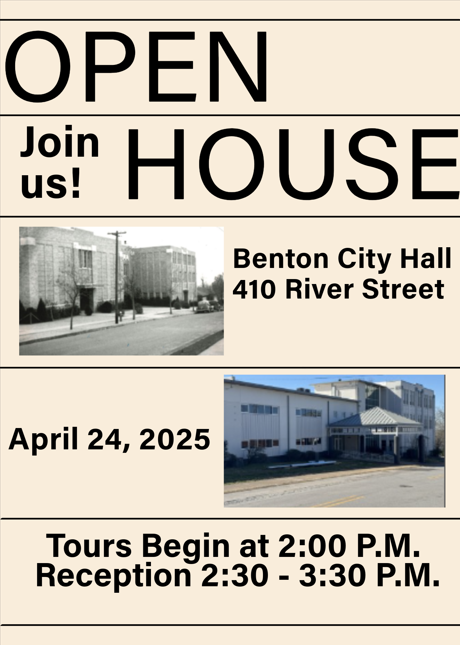 OPEN
Join us!
HOUSE
Benton City Hall
410 River Street
April 24, 2025
Tours Begin at 2:00 P.M.
Reception 2:30 - 3:30 P.M.